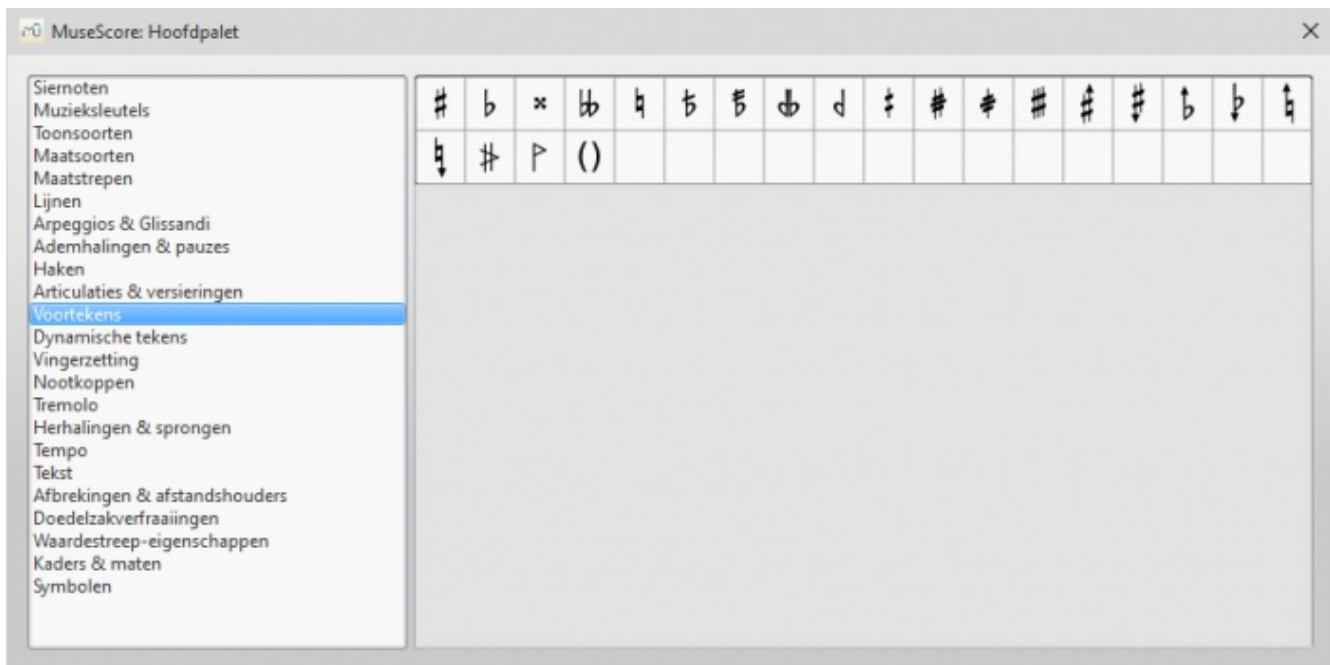 MuseScore: Hoofdpalet
Siernoten
Muzieksleutels
Toonsoorten
Maatsoorten
Maatstrepen
Lijnen
Arpeggios & Glissandi
Ademhalingen & pauzes
Haken
Articulaties & versieringen
Voortekens
Dynamische tekens
Vingerzetting
Nootkoppen
Tremolo
Herhalingen & sprongen
Tempo
Tekst
Afbrekingen & afstandshouders
Doedelzakverfraaiingen
Waardestreep-eigenschappen
Kaders & maten
Symbolen